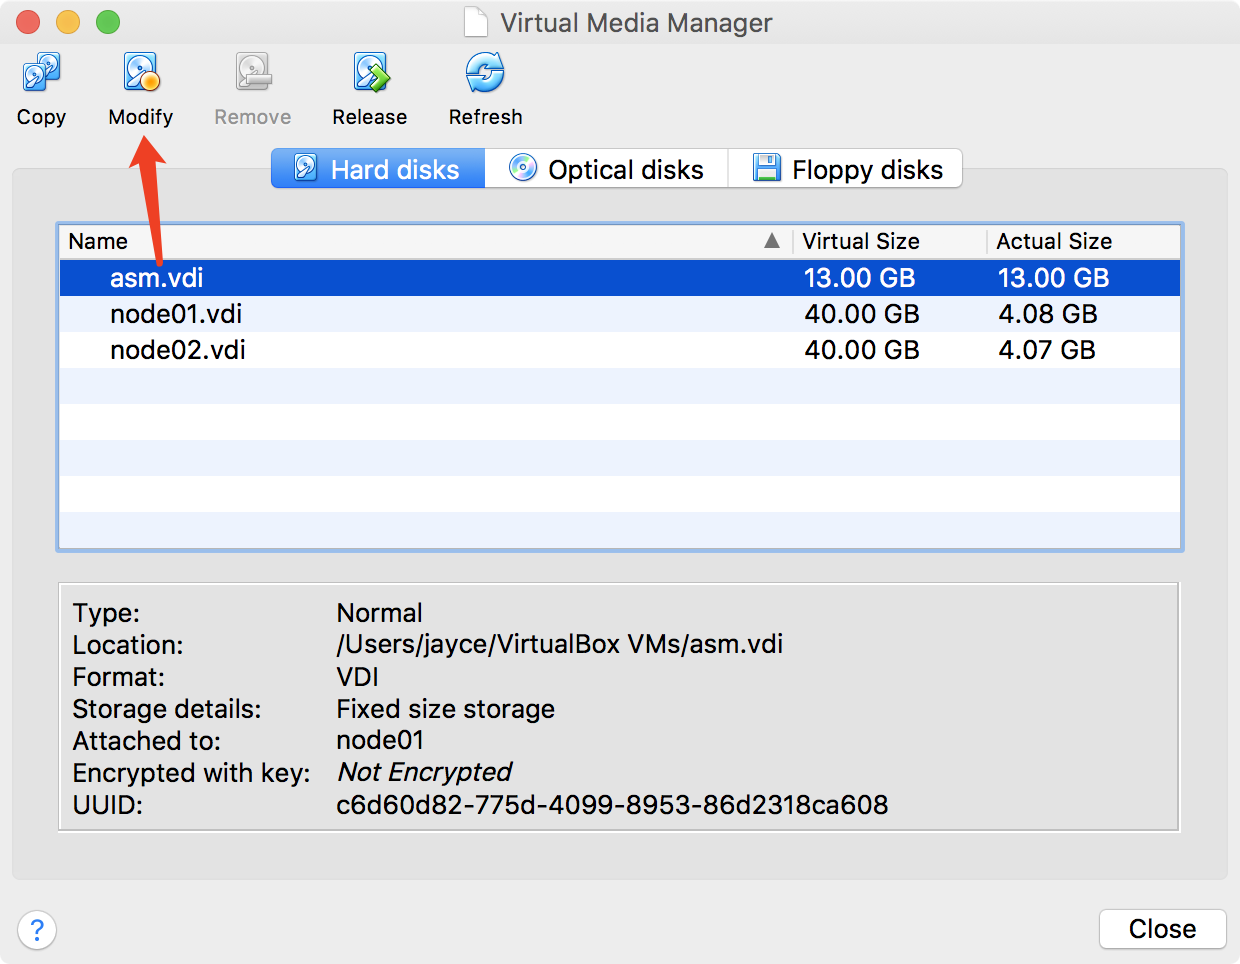 Virtual Media Manager
Copy Modify Remove Release Refresh
Hard disks Optical disks Floppy disks
Name Virtual Size Actual Size
asm.vdi 13.00 GB 13.00 GB
node01.vdi 40.00 GB 4.08 GB
node02.vdi 40.00 GB 4.07 GB
Type: Normal
Location: /Users/jayce/VirtualBox VMs/asm.vdi
Format: VDI
Storage details: Fixed size storage
Attached to: node01
Encrypted with key: Not Encrypted
UUID: c6d60d82-775d-4099-8953-86d2318ca608
? Close